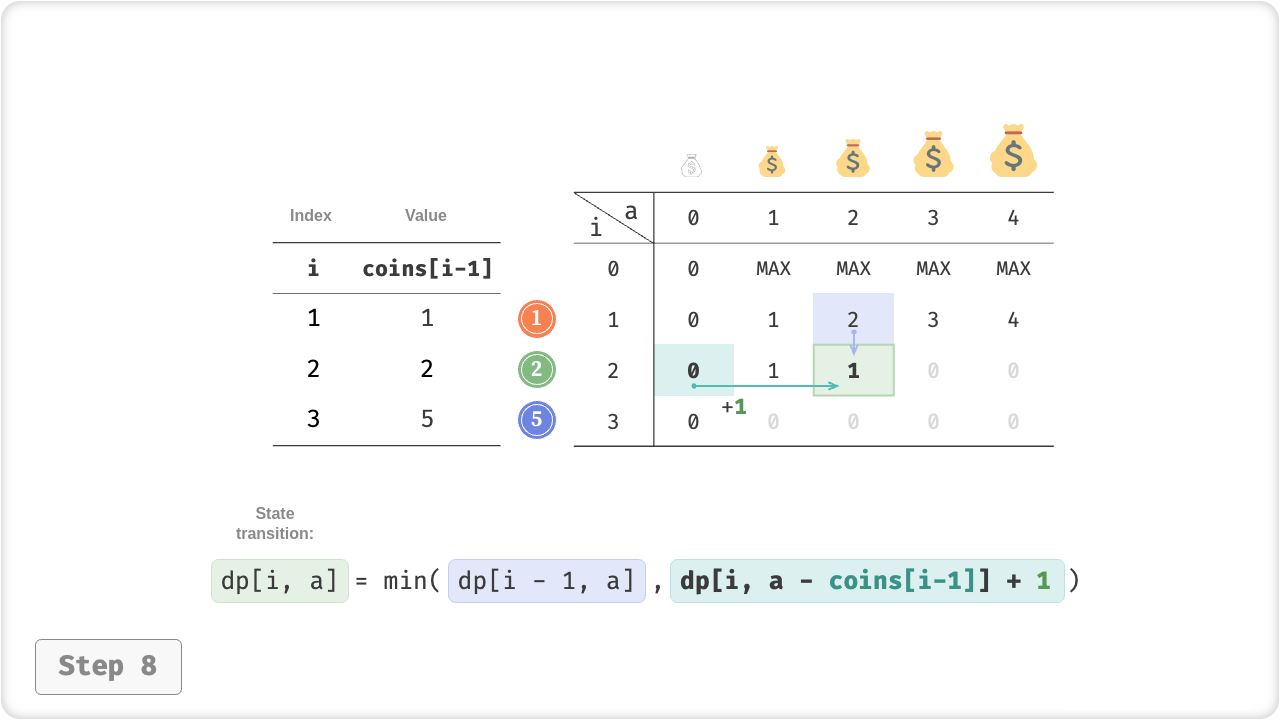 $ $ $ $ $
Index Value
i coins[i-1]
1 1 1
2 2 2
3 5 5
a
i
0 1 2 3 4
0 0 MAX MAX MAX MAX
1 0 1 2 3 4
2 0 1 1 0 0
+1
3 0 0 0 0 0
State
transition:
dp[i, a] = min( dp[i - 1, a] , dp[i, a - coins[i-1]] + 1 )
Step 8